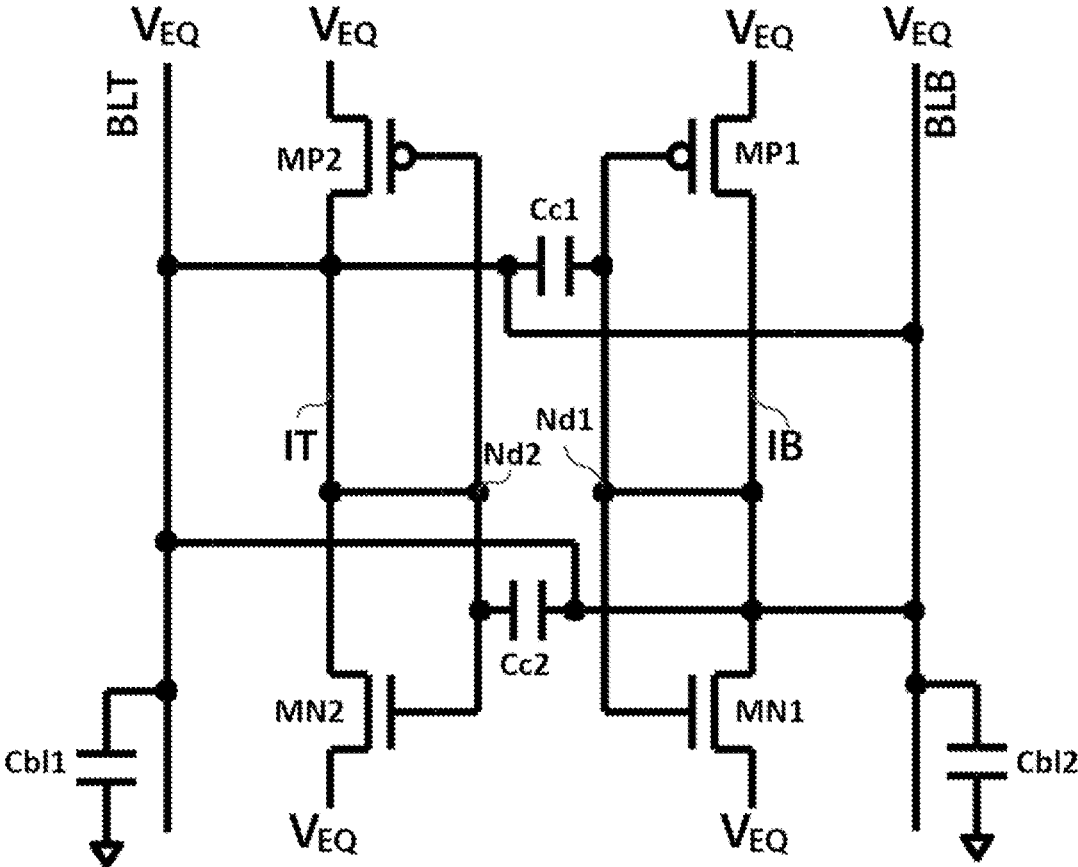 VEQ VEQ VEQ VEQ
BLT
BLB
MP2
MP1
Cc1
IT
Nd2
Nd1
IB
Cc2
MN2
MN1
Cbl1
Cbl2
VEQ
VEQ